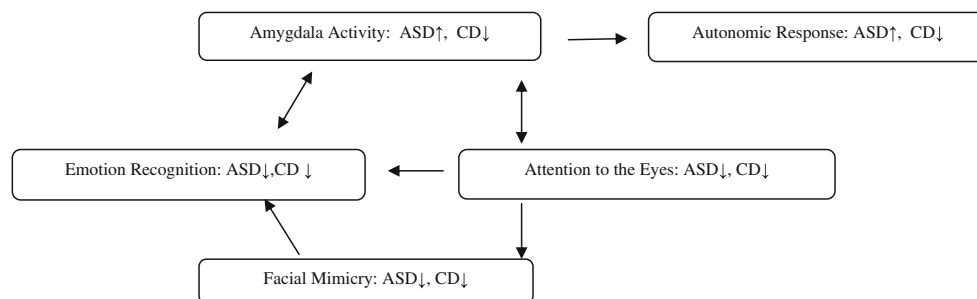 Amygdala Activity: ASD↑, CD↓
Autonomic Response: ASD↑, CD↓
Emotion Recognition: ASD↓,CD ↓
Attention to the Eyes: ASD↓, CD↓
Facial Mimicry: ASD↓, CD↓